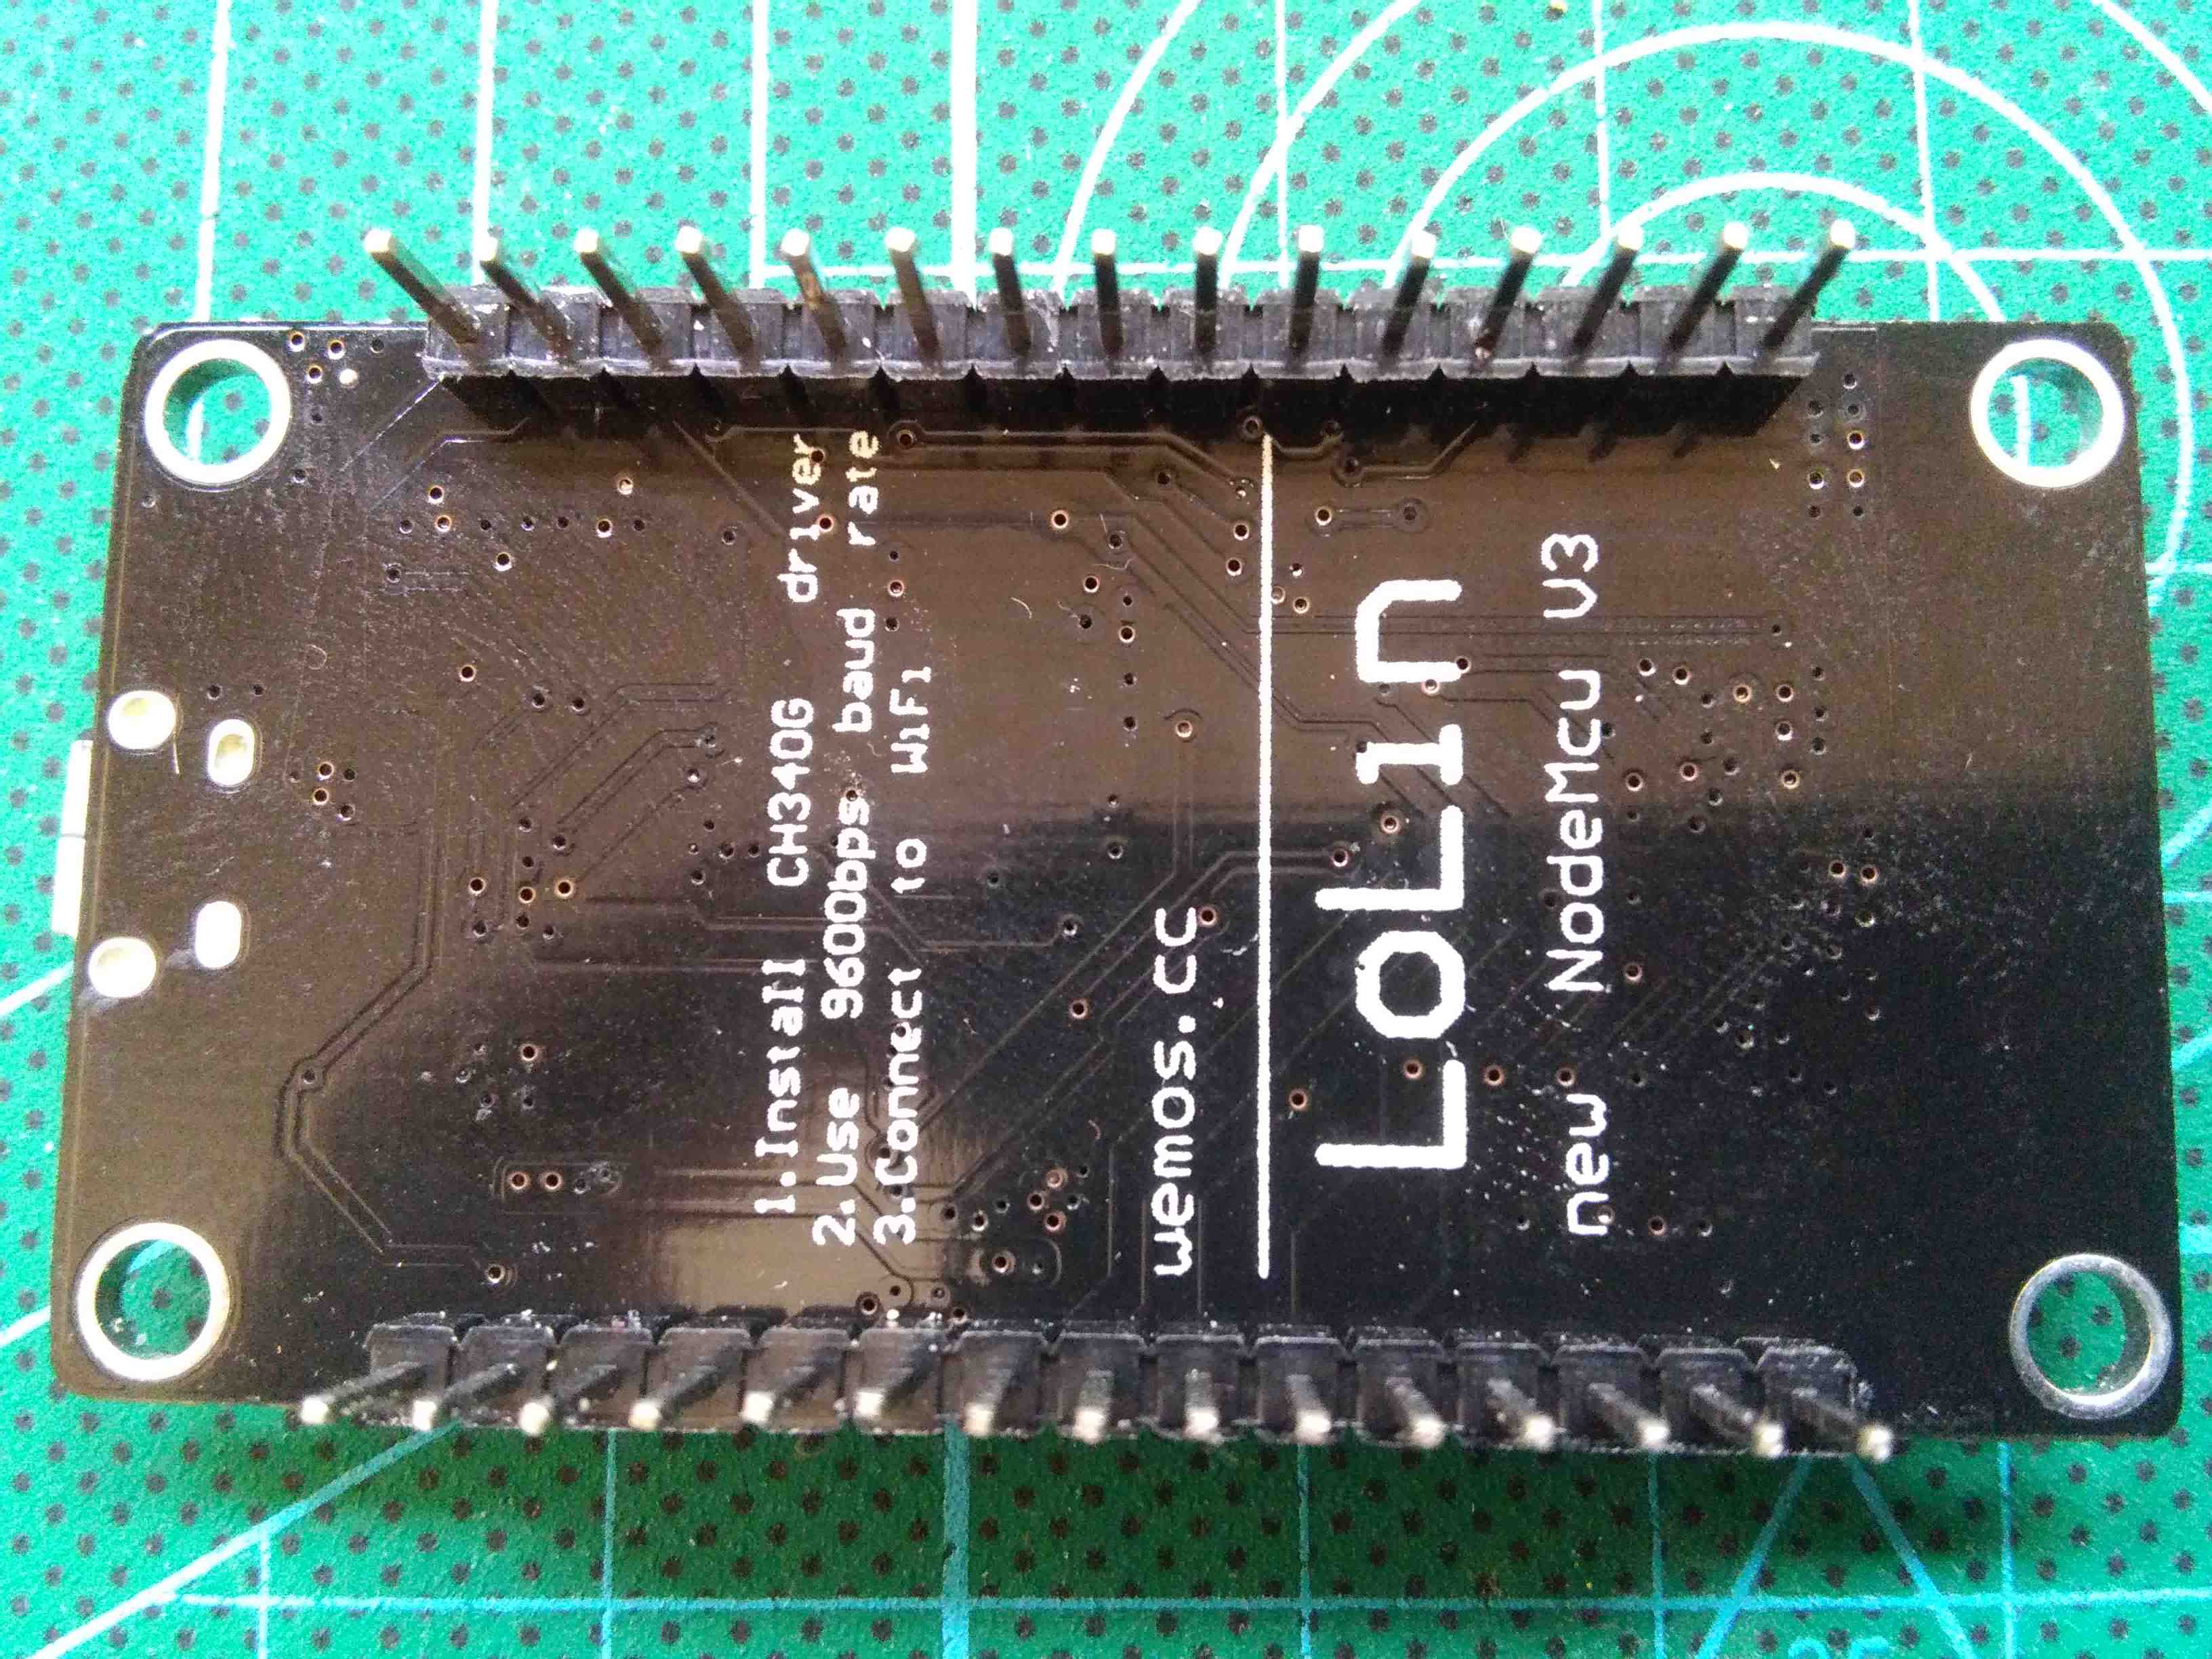 1.Install CH340G driver
2.Use 9600bps baud rate
3.Connect to WiFi
wemos.cc
LoLin
new NodeMcu V3